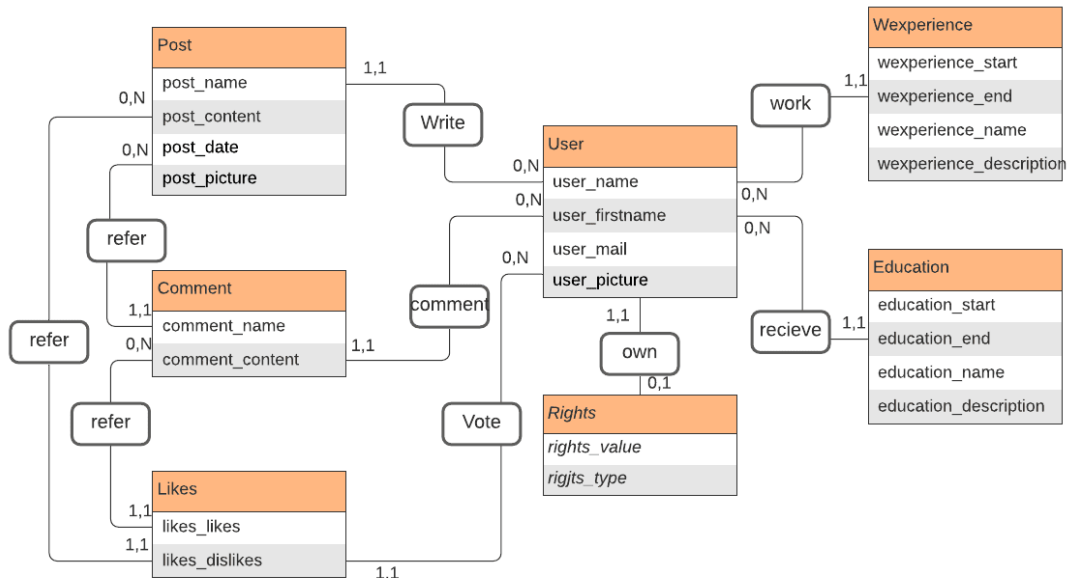 Post
post_name
post_content
post_date
post_picture
1,1
0,N
0,N
Write
refer
refer
refer
Comment
comment_name
comment_content
1,1
0,N
1,1
comment
Likes
likes_likes
likes_dislikes
1,1
1,1
1,1
Vote
User
user_name
user_firstname
user_mail
user_picture
0,N
0,N
0,N
0,N
0,N
1,1
own
0,1
Rights
rights_value
rigjts_type
work
1,1
Wexperience
wexperience_start
wexperience_end
wexperience_name
wexperience_description
recieve
1,1
Education
education_start
education_end
education_name
education_description